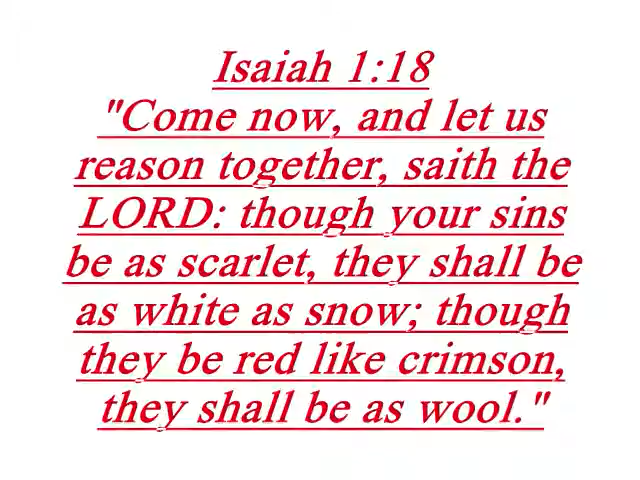 Isaiah 1:18
"Come now, and let us
reason together, saith the
LORD: though your sins
be as scarlet, they shall be
as white as snow; though
they be red like crimson,
they shall be as wool."